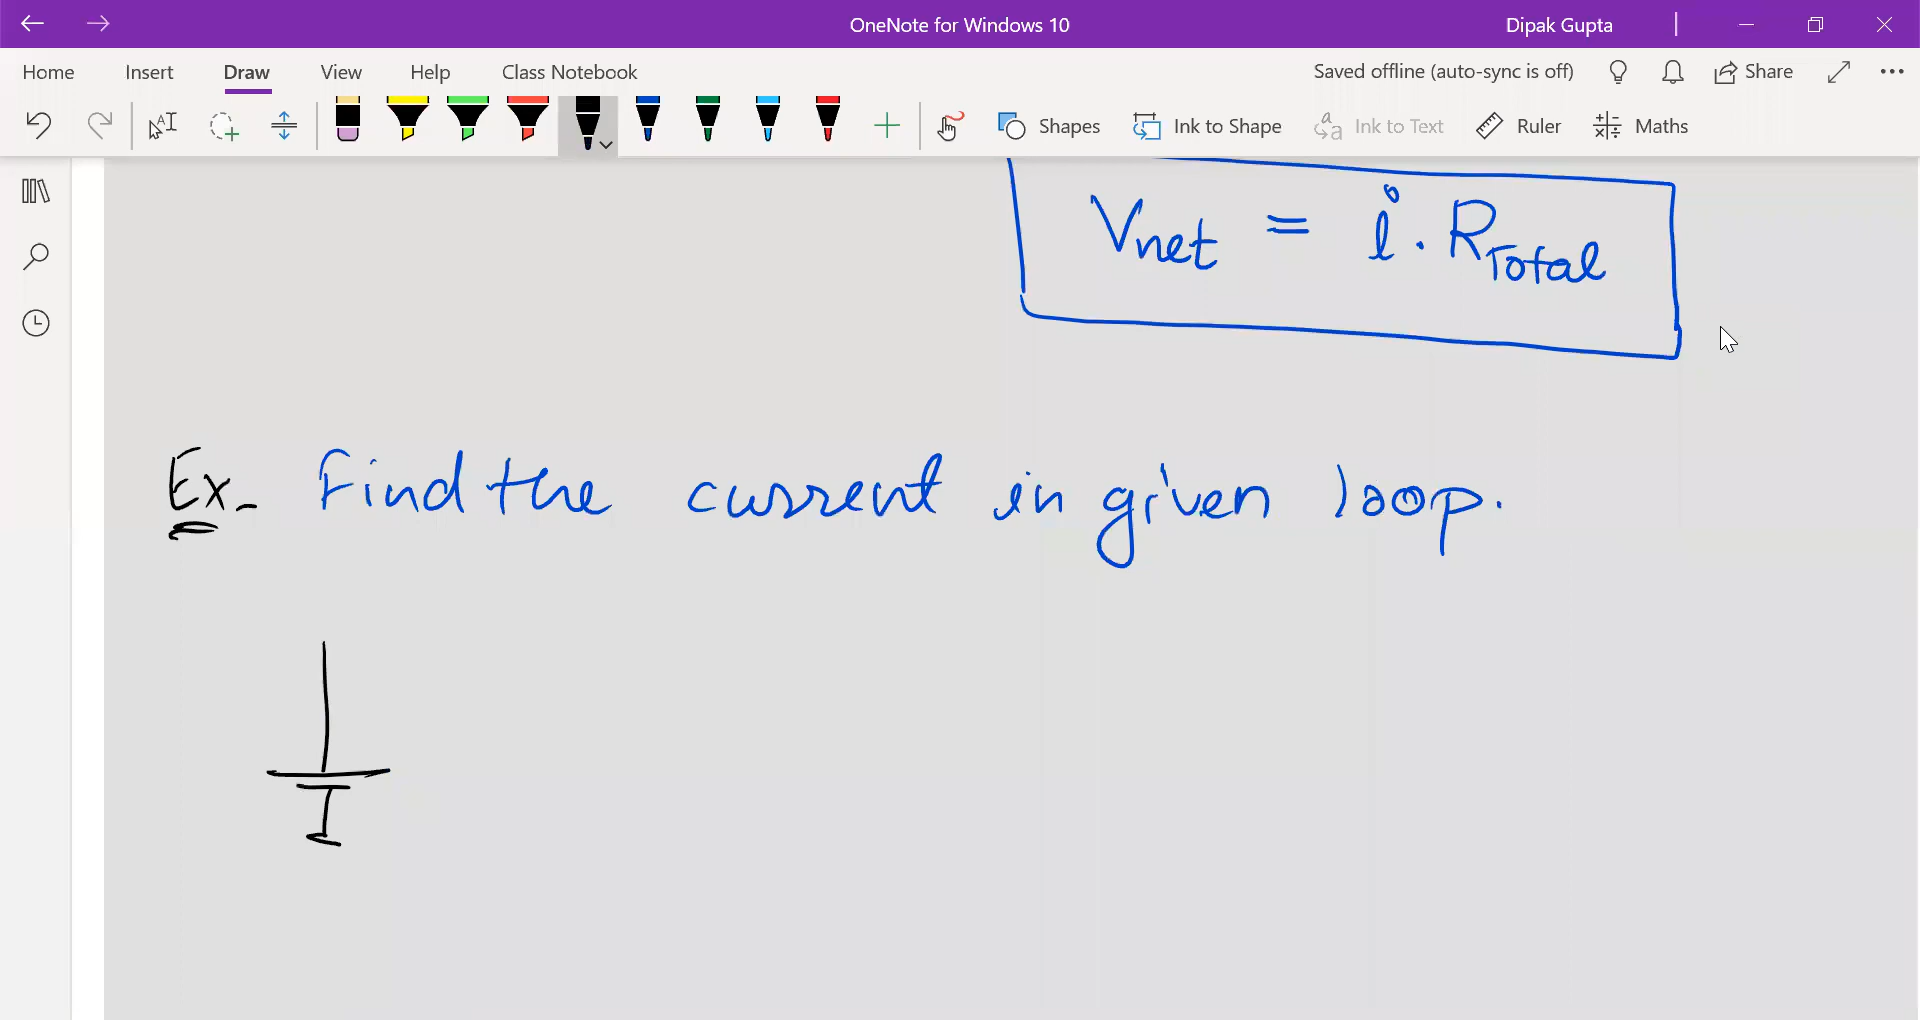 OneNote for Windows 10
Dipak Gupta
Home Insert Draw View Help Class Notebook
Saved offline (auto-sync is off) Share
Shapes Ink to Shape Ink to Text Ruler Maths
Vnet = i . RTotal
Ex- Find the current in given loop.